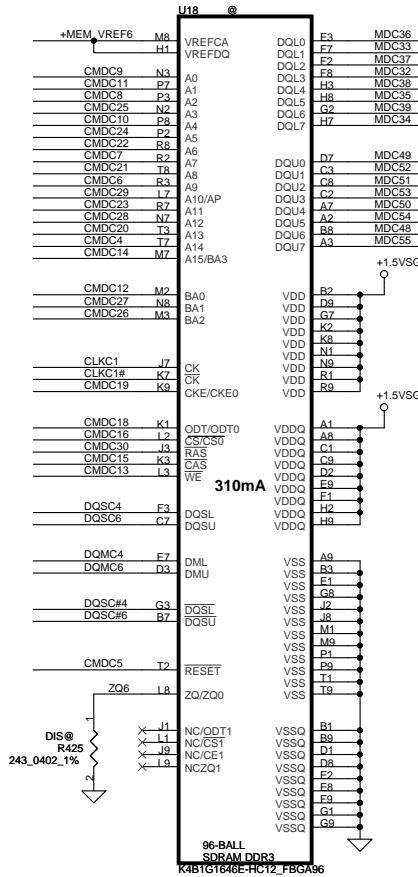 U18 @
+MEM_VREF6 M8 VREFCA DQL0 E3 MDC36
H1 VREFDQ DQL1 F7 MDC33
DQL2 F2 MDC37
CMDC9 N3 A0 DQL3 F8 MDC32
CMDC11 P7 A1 DQL4 H3 MDC38
CMDC8 P3 A2 DQL5 H8 MDC35
CMDC25 N2 A3 DQL6 G2 MDC39
CMDC10 P8 A4 DQL7 H7 MDC34
CMDC24 P2 A5
CMDC22 R8 A6
CMDC7 R2 A7 DQU0 D7 MDC49
CMDC21 T8 A8 DQU1 C3 MDC52
CMDC6 R3 A9 DQU2 C8 MDC51
CMDC29 L7 A10/AP DQU3 C2 MDC53
CMDC23 R7 A11 DQU4 A7 MDC50
CMDC28 N7 A12 DQU5 A2 MDC54
CMDC20 T3 A13 DQU6 B8 MDC48
CMDC4 T7 A14 DQU7 A3 MDC55
CMDC14 M7 A15/BA3
+1.5VSG
CMDC12 M2 BA0 VDD B2
CMDC27 N8 BA1 VDD D9
CMDC26 M3 BA2 VDD G7
VDD K2
VDD K8
VDD N1
CLKC1 J7 CK VDD N9
CLKC1# K7 CK VDD R1
CMDC19 K9 CKE/CKE0 VDD R9
+1.5VSG
CMDC18 K1 ODT/ODT0 VDDQ A1
CMDC16 L2 CS/CS0 VDDQ A8
CMDC30 J3 RAS VDDQ C1
CMDC15 K3 CAS VDDQ C9
CMDC13 L3 WE VDDQ D2
310mA VDDQ E9
VDDQ F1
DQSC4 F3 DQSL VDDQ H2
DQSC6 C7 DQSU VDDQ H9
DQMC4 E7 DML VSS A9
DQMC6 D3 DMU VSS B3
VSS E1
VSS G8
DQSC#4 G3 DQSL VSS J2
DQSC#6 B7 DQSU VSS J8
VSS M1
VSS M9
VSS P1
CMDC5 T2 RESET VSS P9
VSS T1
ZQ6 L8 ZQ/ZQ0 VSS T9
1
J1 NC/ODT1 VSSQ B1
DIS@ L1 NC/CS1 VSSQ B9
R425 J9 NC/CE1 VSSQ D1
243_0402_1% L9 NCZQ1 VSSQ D8
2 VSSQ E2
VSSQ E8
VSSQ F9
VSSQ G1
VSSQ G9
96-BALL
SDRAM DDR3
K4B1G1646E-HC12_FBGA96